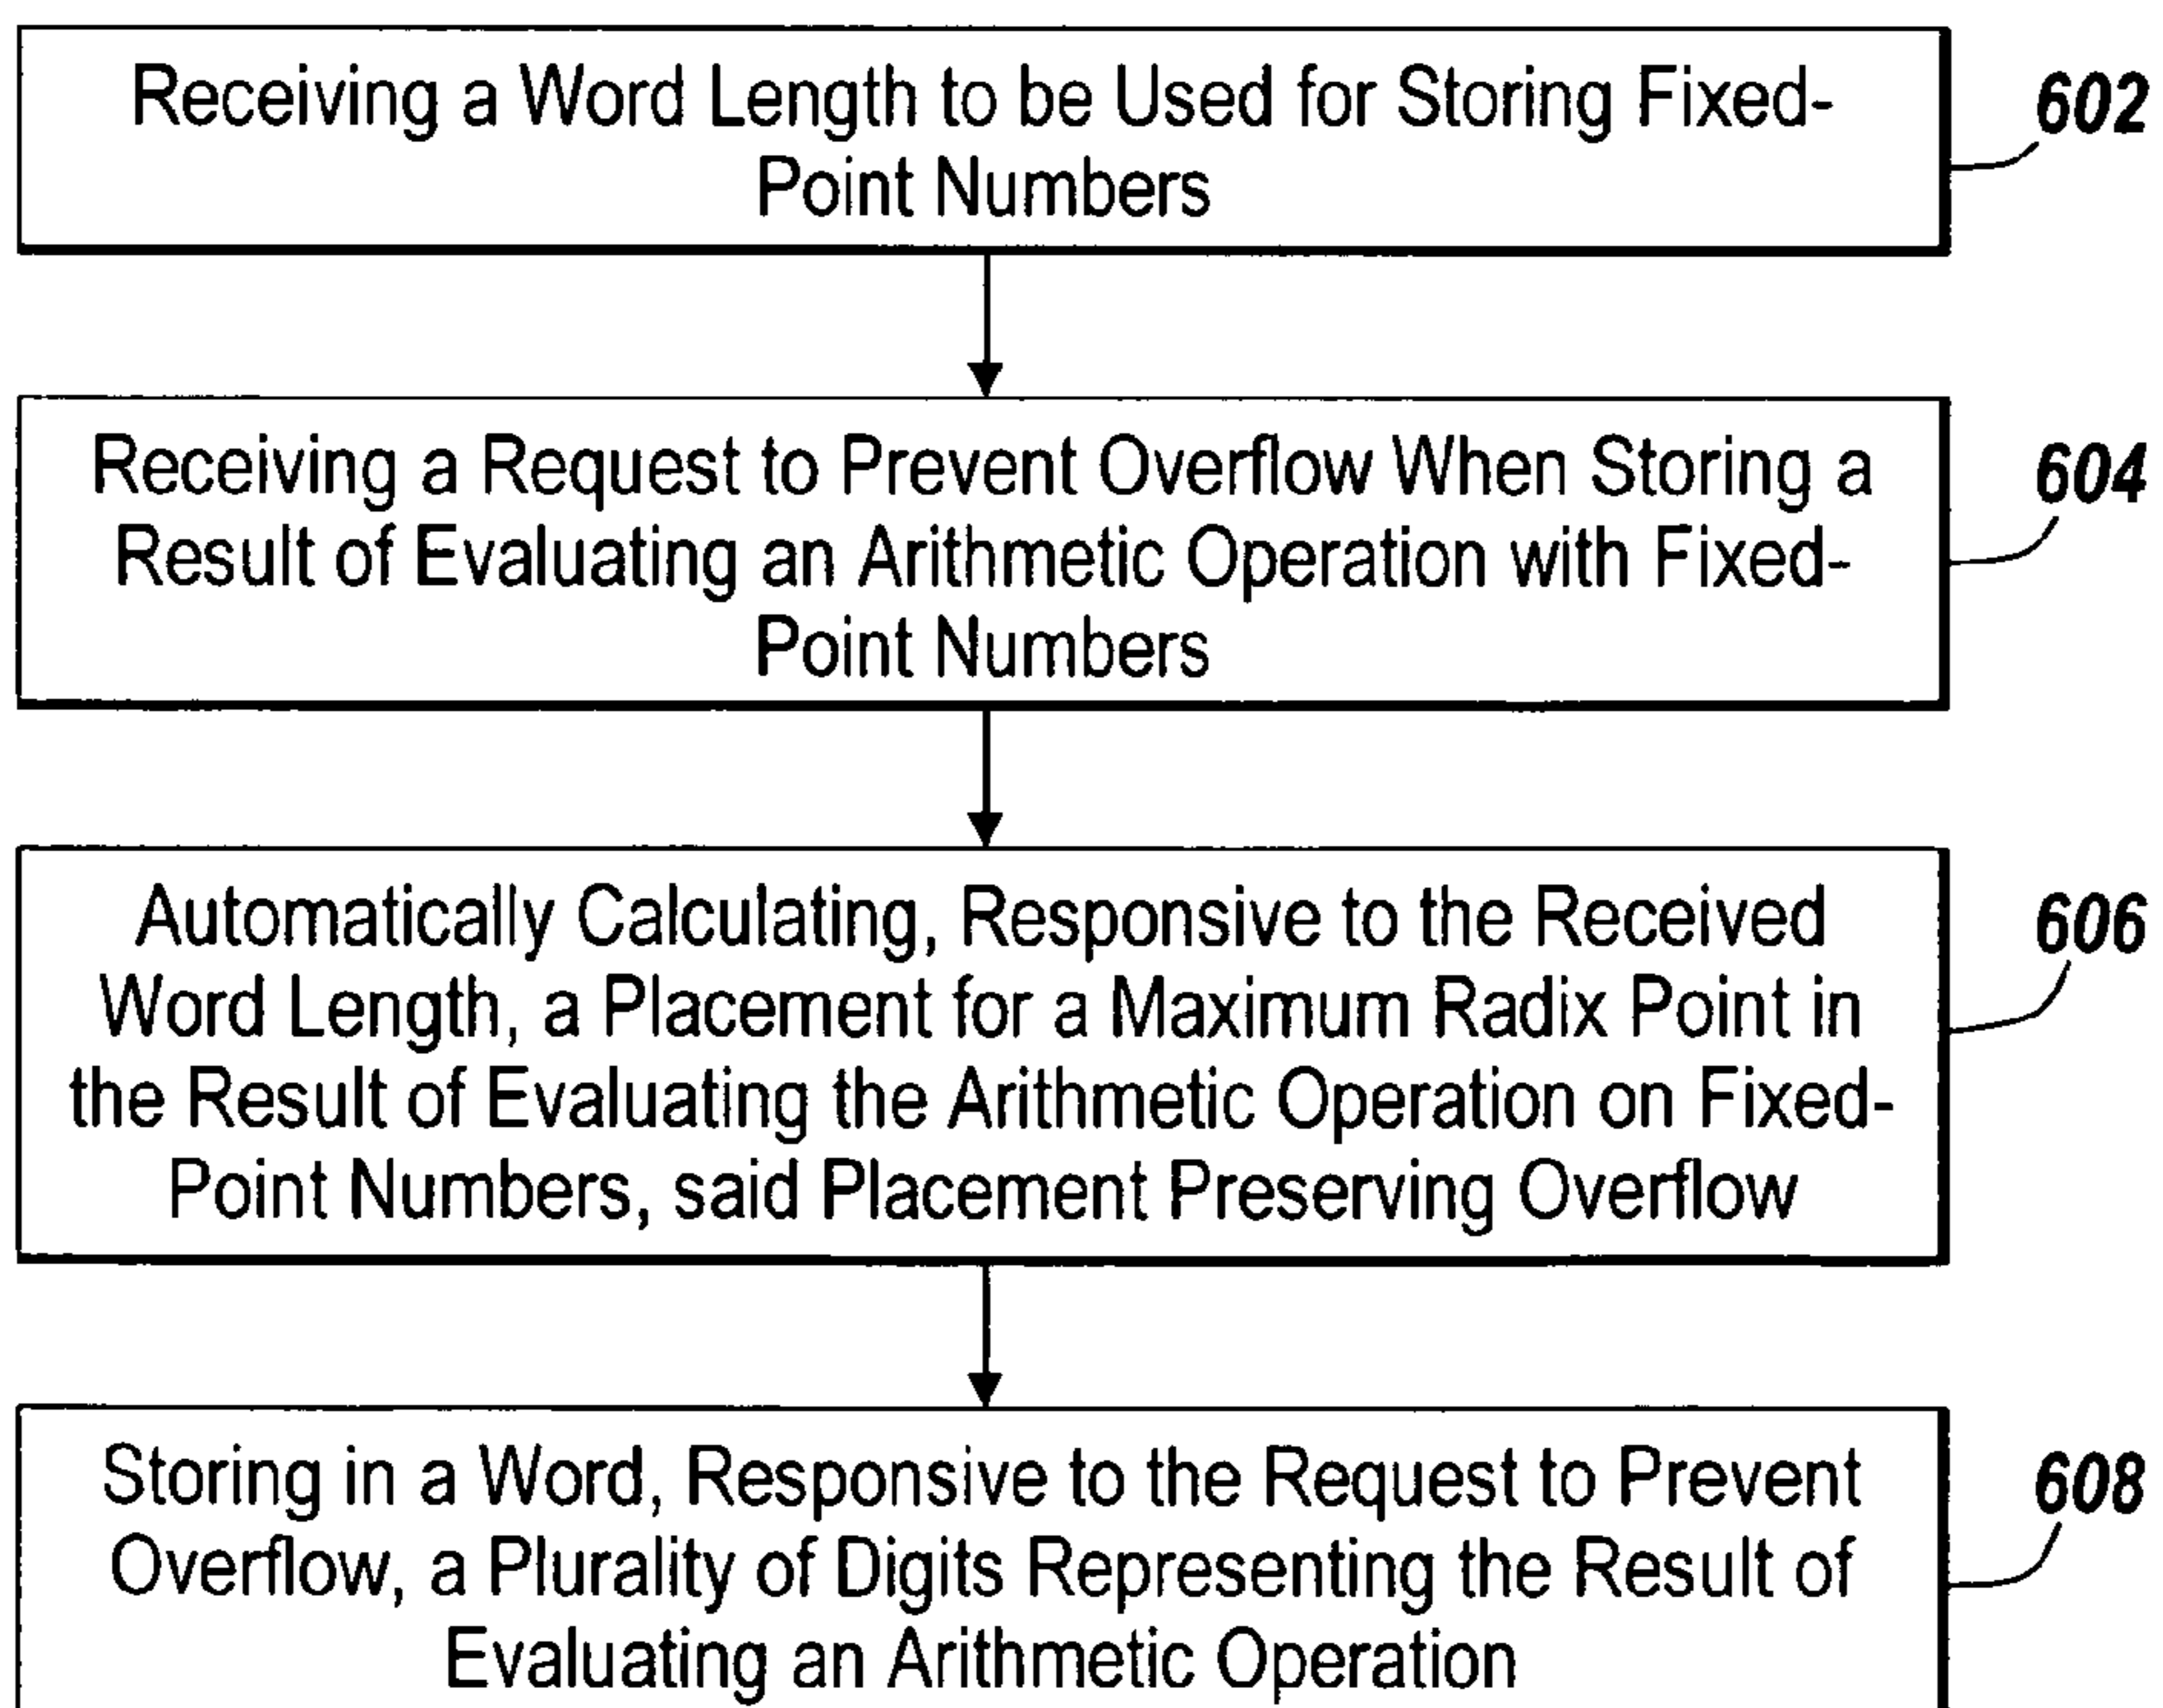 Receiving a Word Length to be Used for Storing Fixed-
Point Numbers
602
Receiving a Request to Prevent Overflow When Storing a
Result of Evaluating an Arithmetic Operation with Fixed-
Point Numbers
604
Automatically Calculating, Responsive to the Received
Word Length, a Placement for a Maximum Radix Point in
the Result of Evaluating the Arithmetic Operation on Fixed-
Point Numbers, said Placement Preserving Overflow
606
Storing in a Word, Responsive to the Request to Prevent
Overflow, a Plurality of Digits Representing the Result of
Evaluating an Arithmetic Operation
608